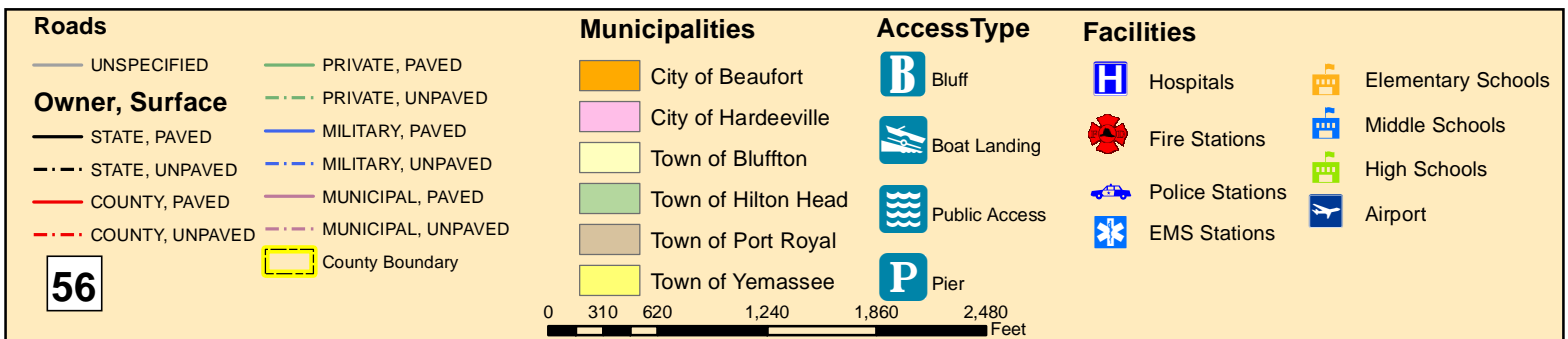 Roads
UNSPECIFIED
Owner, Surface
STATE, PAVED
STATE, UNPAVED
COUNTY, PAVED
COUNTY, UNPAVED
56
PRIVATE, PAVED
PRIVATE, UNPAVED
MILITARY, PAVED
MILITARY, UNPAVED
MUNICIPAL, PAVED
MUNICIPAL, UNPAVED
County Boundary
Municipalities
City of Beaufort
City of Hardeeville
Town of Bluffton
Town of Hilton Head
Town of Port Royal
Town of Yemassee
AccessType
B Bluff
Boat Landing
Public Access
P Pier
Facilities
H Hospitals
Fire Stations
Police Stations
EMS Stations
Elementary Schools
Middle Schools
High Schools
Airport
0 310 620 1,240 1,860 2,480
Feet